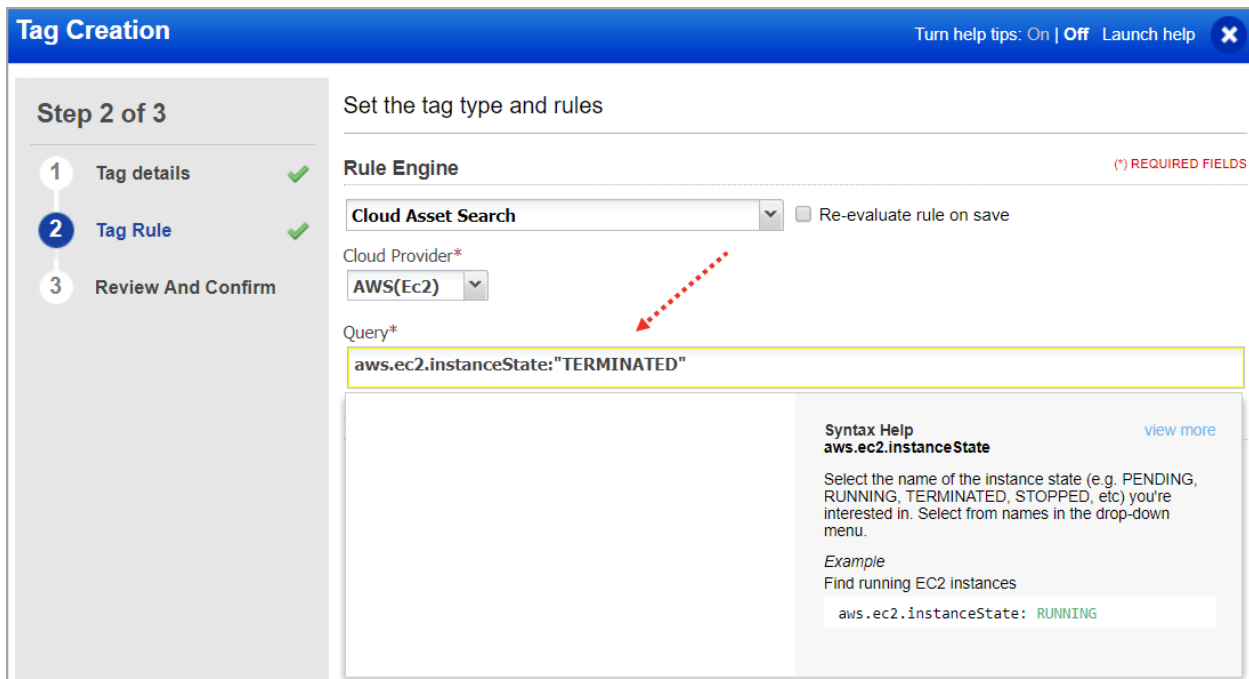 Tag Creation
Turn help tips: On | Off Launch help
Step 2 of 3
1 Tag details
2 Tag Rule
3 Review And Confirm
Set the tag type and rules
Rule Engine
(*) REQUIRED FIELDS
Cloud Asset Search
Re-evaluate rule on save
Cloud Provider*
AWS(Ec2)
Query*
aws.ec2.instanceState:"TERMINATED"
Syntax Help
view more
aws.ec2.instanceState
Select the name of the instance state (e.g. PENDING,
RUNNING, TERMINATED, STOPPED, etc) you're
interested in. Select from names in the drop-down
menu.
Example
Find running EC2 instances
aws.ec2.instanceState: RUNNING